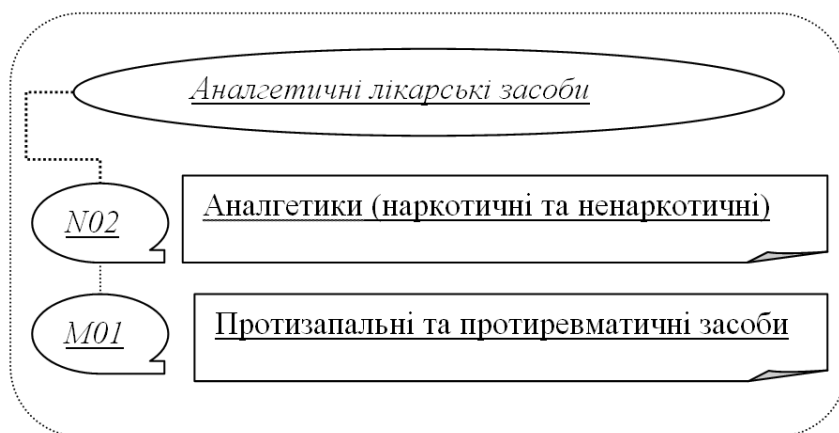 Аналгетичні лікарські засоби
N02
Аналгетики (наркотичні та ненаркотичні)
M01
Протизапальні та протиревматичні засоби